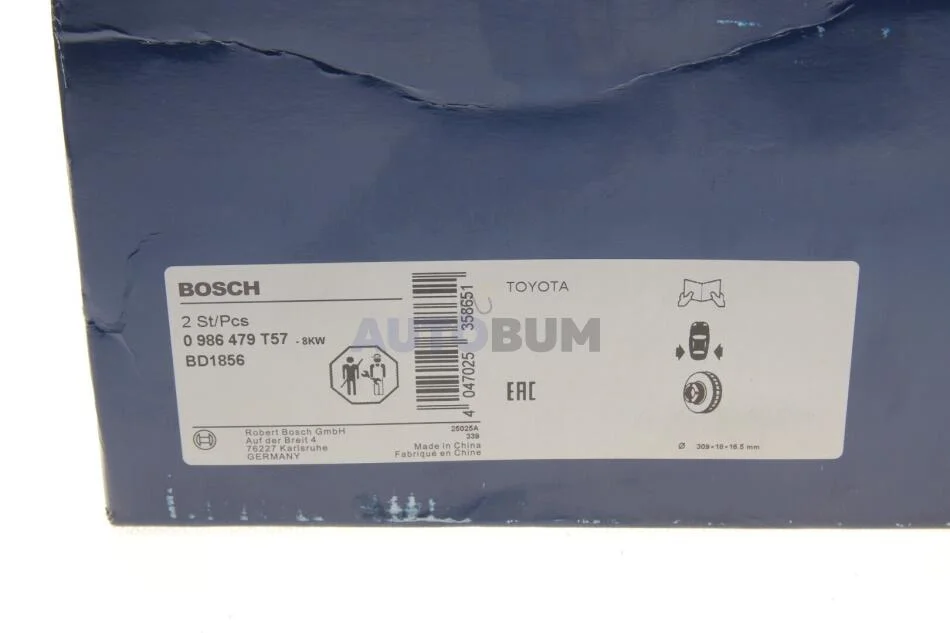 BOSCH
2 St/Pcs
0 986 479 T57 - 8KW
BD1856
Robert Bosch GmbH
Auf der Breit 4
76227 Karlsruhe
GERMANY
4 047025 358651
25025A
339
Made in China
Fabriqué en Chine
TOYOTA
EAC
Ø 309-18-16.5 mm
AUTOBUM